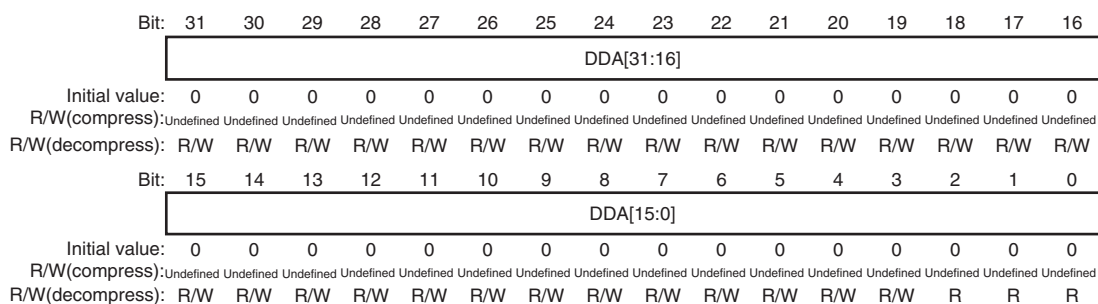 Bit: 31 30 29 28 27 26 25 24 23 22 21 20 19 18 17 16
DDA[31:16]
Initial value: 0 0 0 0 0 0 0 0 0 0 0 0 0 0 0 0
R/W(compress): Undefined Undefined Undefined Undefined Undefined Undefined Undefined Undefined Undefined Undefined Undefined Undefined Undefined Undefined Undefined Undefined
R/W(decompress): R/W R/W R/W R/W R/W R/W R/W R/W R/W R/W R/W R/W R/W R/W R/W R/W
Bit: 15 14 13 12 11 10 9 8 7 6 5 4 3 2 1 0
DDA[15:0]
Initial value: 0 0 0 0 0 0 0 0 0 0 0 0 0 0 0 0
R/W(compress): Undefined Undefined Undefined Undefined Undefined Undefined Undefined Undefined Undefined Undefined Undefined Undefined Undefined Undefined Undefined Undefined
R/W(decompress): R/W R/W R/W R/W R/W R/W R/W R/W R/W R/W R/W R/W R/W R R R